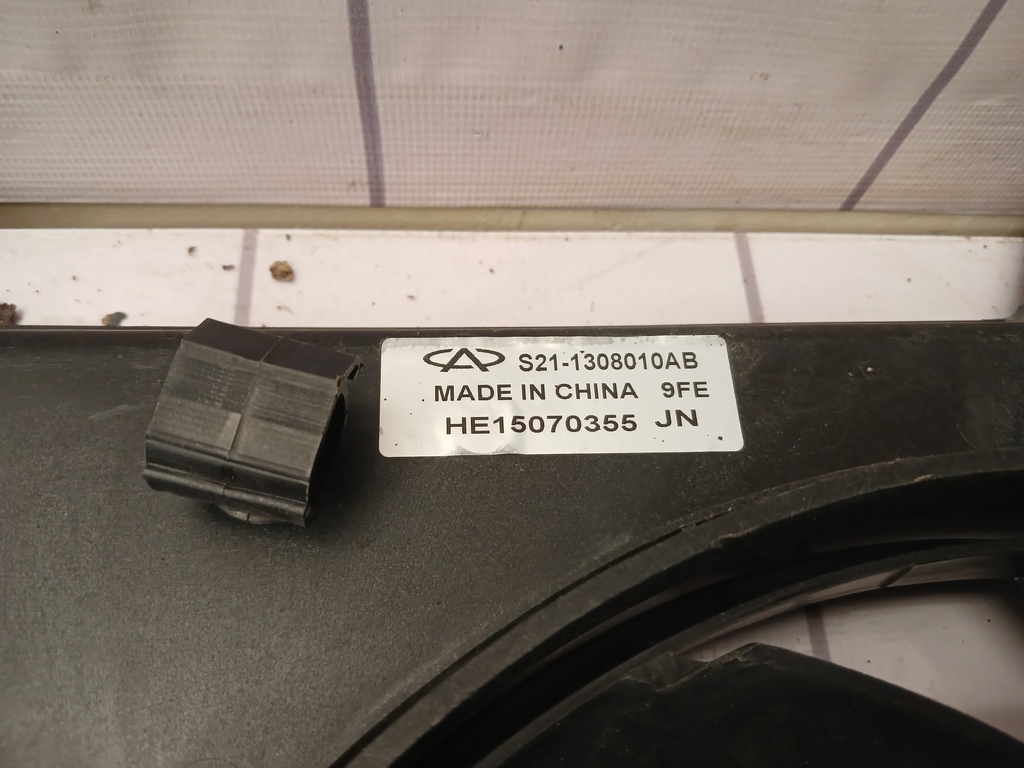 S21-1308010AB
MADE IN CHINA 9FE
HE15070355 JN